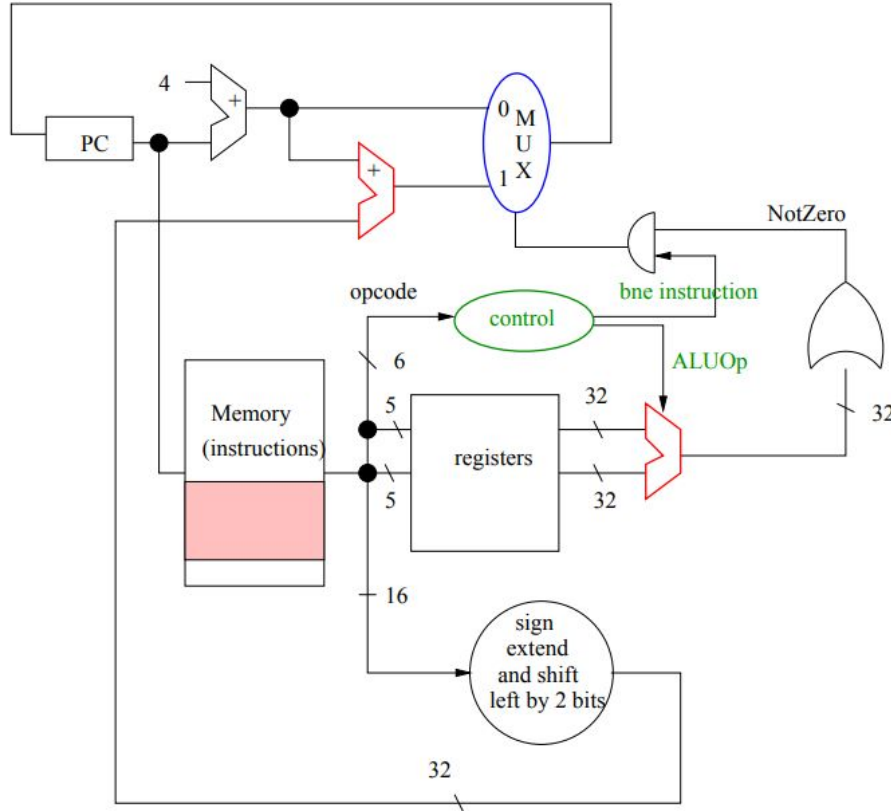 4
+
PC
0
M
U
X
+
1
NotZero
opcode
control
bne instruction
6
ALUOp
Memory
(instructions)
5
32
32
registers
5
32
16
sign
extend
and shift
left by 2 bits
32